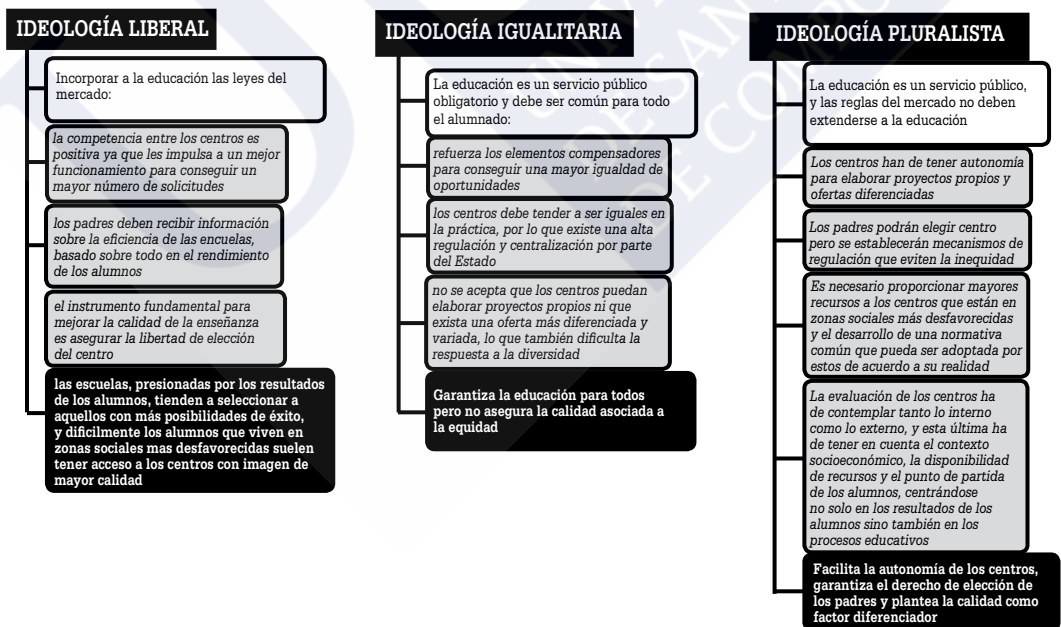 IDEOLOGÍA LIBERAL
Incorporar a la educación las leyes del
mercado:
la competencia entre los centros es
positiva ya que les impulsa a un mejor
funcionamiento para conseguir un
mayor número de solicitudes
los padres deben recibir información
sobre la eficiencia de las encuelas,
basado sobre todo en el rendimiento
de los alumnos
el instrumento fundamental para
mejorar la calidad de la enseñanza
es asegurar la libertad de elección
del centro
las escuelas, presionadas por los resultados
de los alumnos, tienden a seleccionar a
aquellos con más posibilidades de éxito,
y dificilmente los alumnos que viven en
zonas sociales mas desfavorecidas suelen
tener acceso a los centros con imagen de
mayor calidad
IDEOLOGÍA IGUALITARIA
La educación es un servicio público
obligatorio y debe ser común para todo
el alumnado:
refuerza los elementos compensadores
para conseguir una mayor igualdad de
oportunidades
los centros debe tender a ser iguales en
la práctica, por lo que existe una alta
regulación y centralización por parte
del Estado
no se acepta que los centros puedan
elaborar proyectos propios ni que
exista una oferta más diferenciada y
variada, lo que también dificulta la
respuesta a la diversidad
Garantiza la educación para todos
pero no asegura la calidad asociada a
la equidad
IDEOLOGÍA PLURALISTA
La educación es un servicio público,
y las reglas del mercado no deben
extenderse a la educación
Los centros han de tener autonomía
para elaborar proyectos propios y
ofertas diferenciadas
Los padres podrán elegir centro
pero se establecerán mecanismos de
regulación que eviten la inequidad
Es necesario proporcionar mayores
recursos a los centros que están en
zonas sociales más desfavorecidas
y el desarrollo de una normativa
común que pueda ser adoptada por
estos de acuerdo a su realidad
La evaluación de los centros ha
de contemplar tanto lo interno
como lo externo, y esta última ha
de tener en cuenta el contexto
socioeconómico, la disponibilidad
de recursos y el punto de partida
de los alumnos, centrándose
no solo en los resultados de los
alumnos sino también en los
procesos educativos
Facilita la autonomía de los centros,
garantiza el derecho de elección de
los padres y plantea la calidad como
factor diferenciador